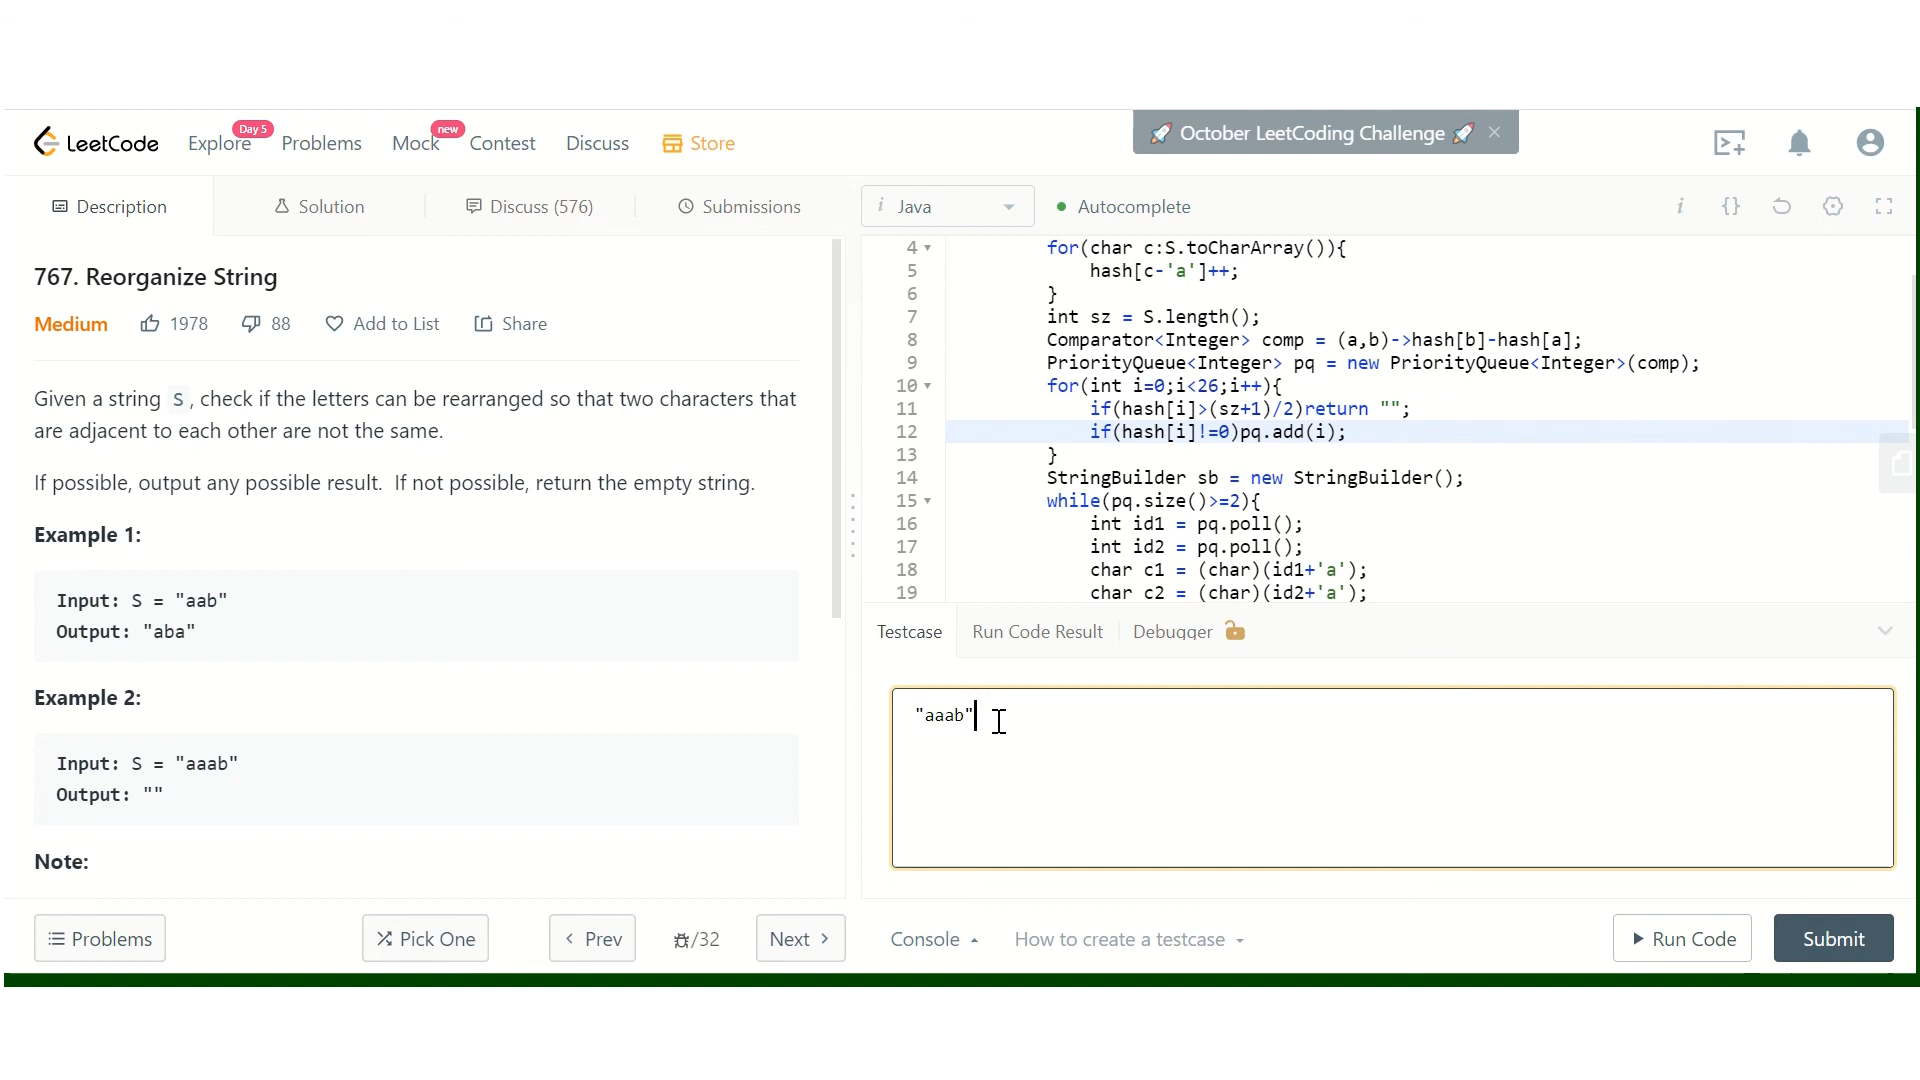 LeetCode Explore Day 5 Problems Mock new Contest Discuss Store
🚀 October LeetCoding Challenge 🚀 ×
Description Solution Discuss (576) Submissions
i Java Autocomplete i {}
767. Reorganize String
Medium 1978 88 Add to List Share
Given a string S , check if the letters can be rearranged so that two characters that
are adjacent to each other are not the same.
If possible, output any possible result.  If not possible, return the empty string.
Example 1:
Input: S = "aab"
Output: "aba"
Example 2:
Input: S = "aaab"
Output: ""
Note:
4 for(char c:S.toCharArray()){
5 hash[c-'a']++;
6 }
7 int sz = S.length();
8 Comparator<Integer> comp = (a,b)->hash[b]-hash[a];
9 PriorityQueue<Integer> pq = new PriorityQueue<Integer>(comp);
10 for(int i=0;i<26;i++){
11 if(hash[i]>(sz+1)/2)return "";
12 if(hash[i]!=0)pq.add(i);
13 }
14 StringBuilder sb = new StringBuilder();
15 while(pq.size()>=2){
16 int id1 = pq.poll();
17 int id2 = pq.poll();
18 char c1 = (char)(id1+'a');
19 char c2 = (char)(id2+'a');
Testcase Run Code Result Debugger
"aaab"
Problems Pick One Prev /32 Next Console How to create a testcase Run Code Submit